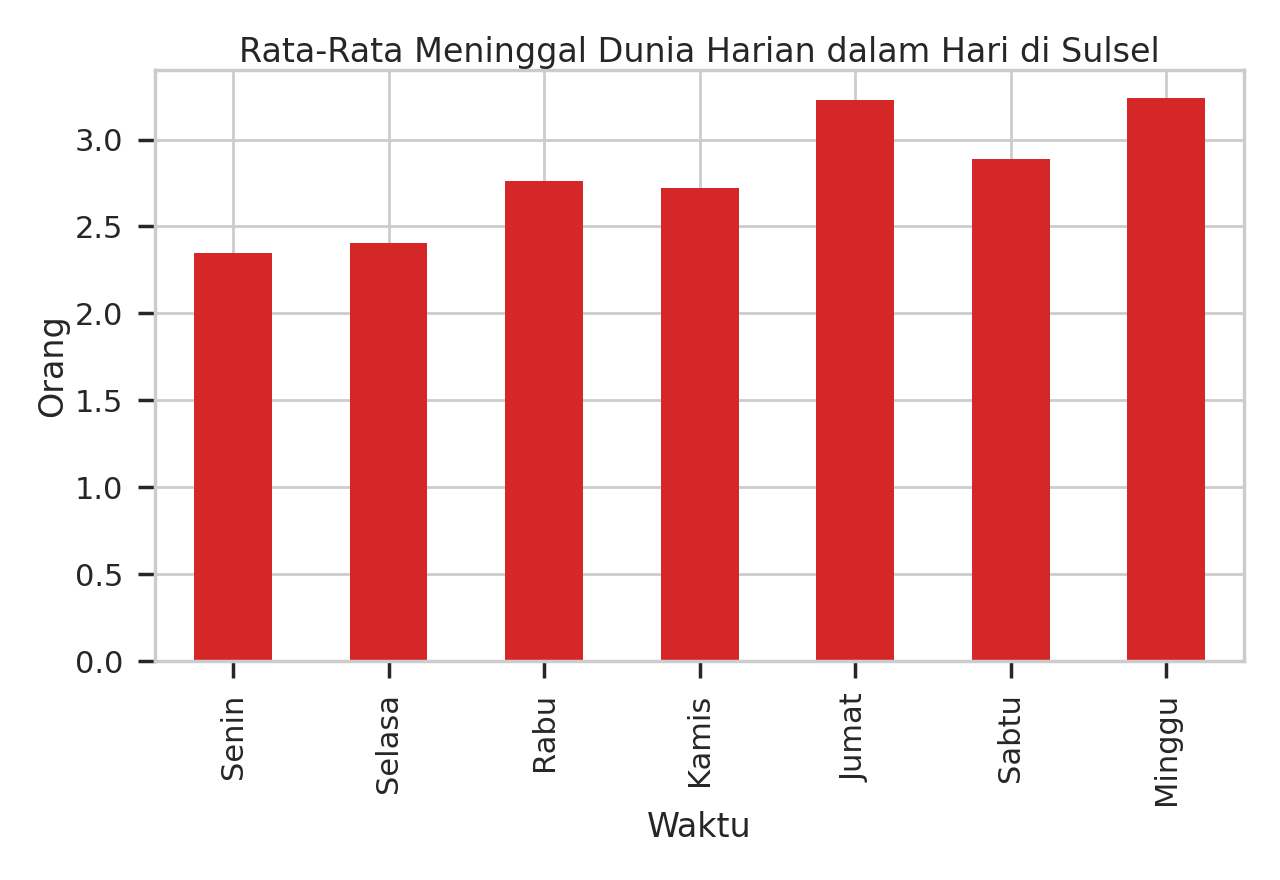 Rata-Rata Meninggal Dunia Harian dalam Hari di Sulsel
Orang
3.0
2.5
2.0
1.5
1.0
0.5
0.0
Senin
Selasa
Rabu
Kamis
Jumat
Sabtu
Minggu
Waktu